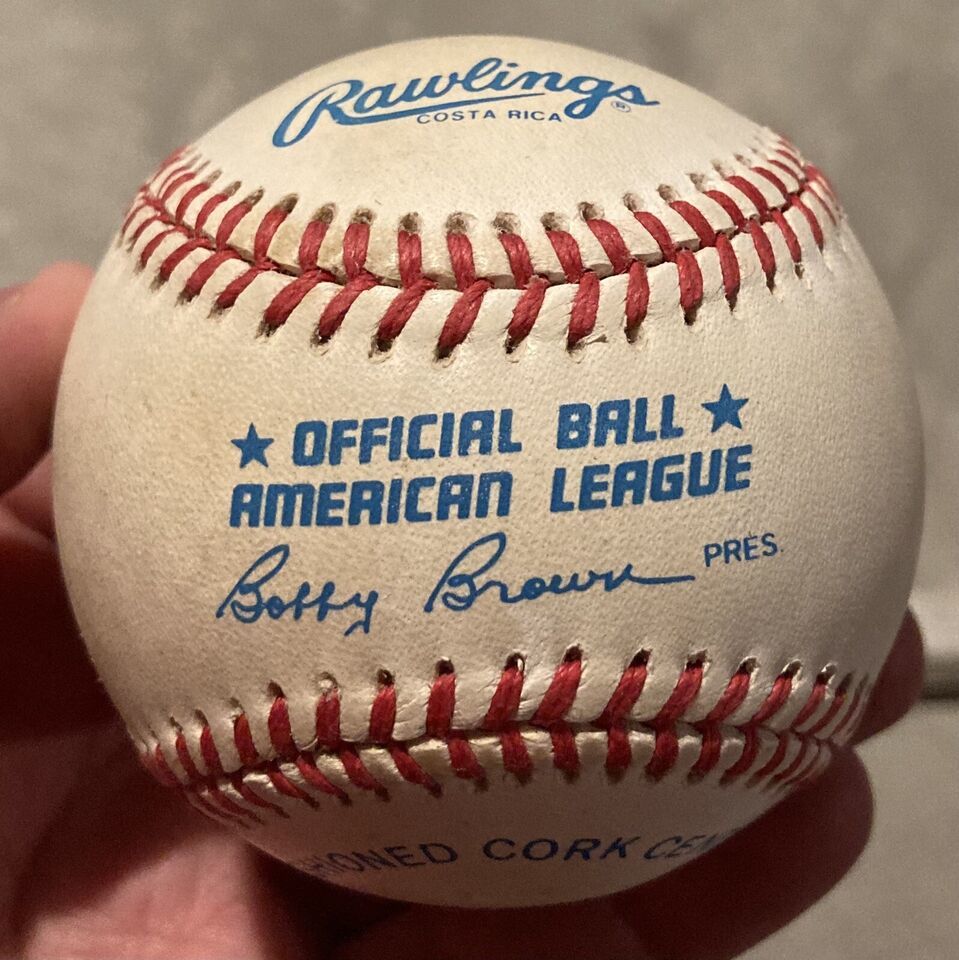 Rawlings®
COSTA RICA
★ OFFICIAL BALL ★
AMERICAN LEAGUE
Bobby Brown PRES.
CORK